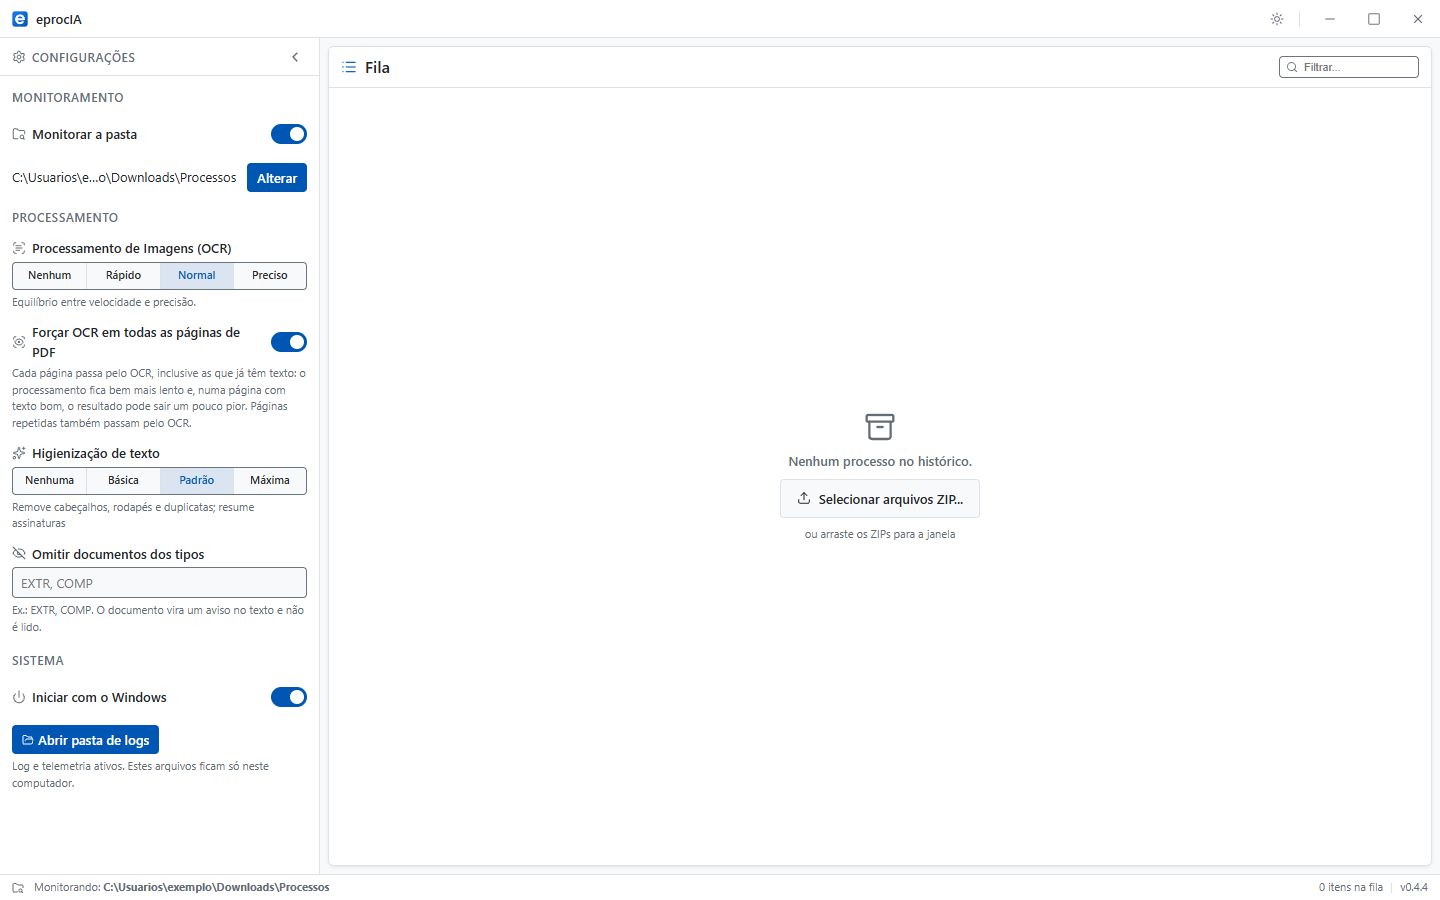 eprocIA
CONFIGURAÇÕES
MONITORAMENTO
Monitorar a pasta
C:\Usuarios\e...o\Downloads\Processos
Alterar
PROCESSAMENTO
Processamento de Imagens (OCR)
Nenhum
Rápido
Normal
Preciso
Equilíbrio entre velocidade e precisão.
Forçar OCR em todas as páginas de
PDF
Cada página passa pelo OCR, inclusive as que já têm texto: o
processamento fica bem mais lento e, numa página com
texto bom, o resultado pode sair um pouco pior. Páginas
repetidas também passam pelo OCR.
Higienização de texto
Nenhuma
Básica
Padrão
Máxima
Remove cabeçalhos, rodapés e duplicatas; resume
assinaturas
Omitir documentos dos tipos
EXTR, COMP
Ex.: EXTR, COMP. O documento vira um aviso no texto e não
é lido.
SISTEMA
Iniciar com o Windows
Abrir pasta de logs
Log e telemetria ativos. Estes arquivos ficam só neste
computador.
Fila
Filtrar...
Nenhum processo no histórico.
Selecionar arquivos ZIP...
ou arraste os ZIPs para a janela
Monitorando: C:\Usuarios\exemplo\Downloads\Processos
0 itens na fila
v0.4.4